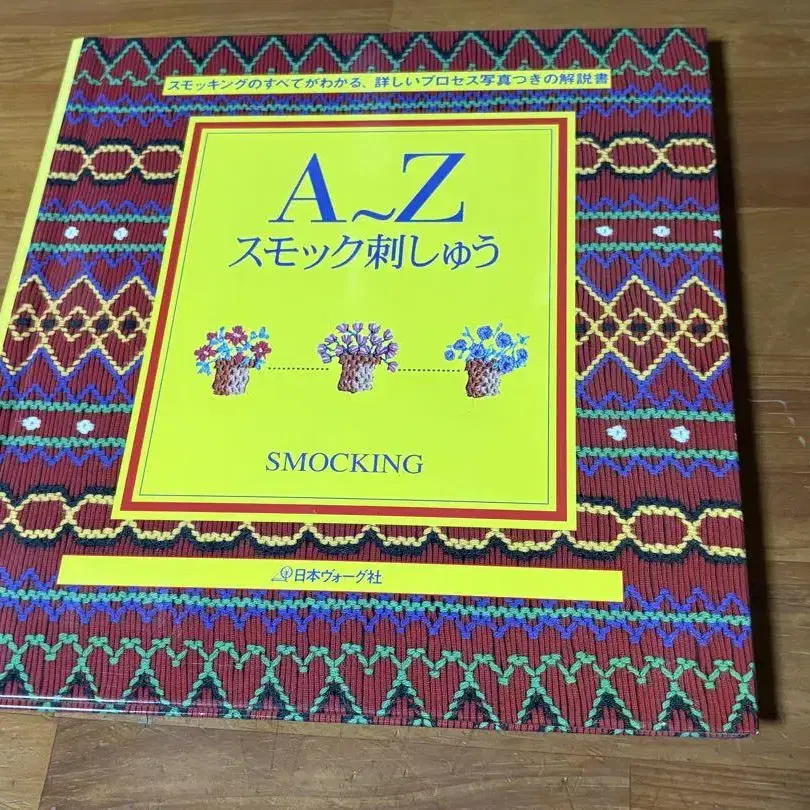 スモッキングのすべてがわかる、詳しいプロセス写真つきの解説書
A~Z
スモック刺しゅう
SMOCKING
日本ヴォーグ社